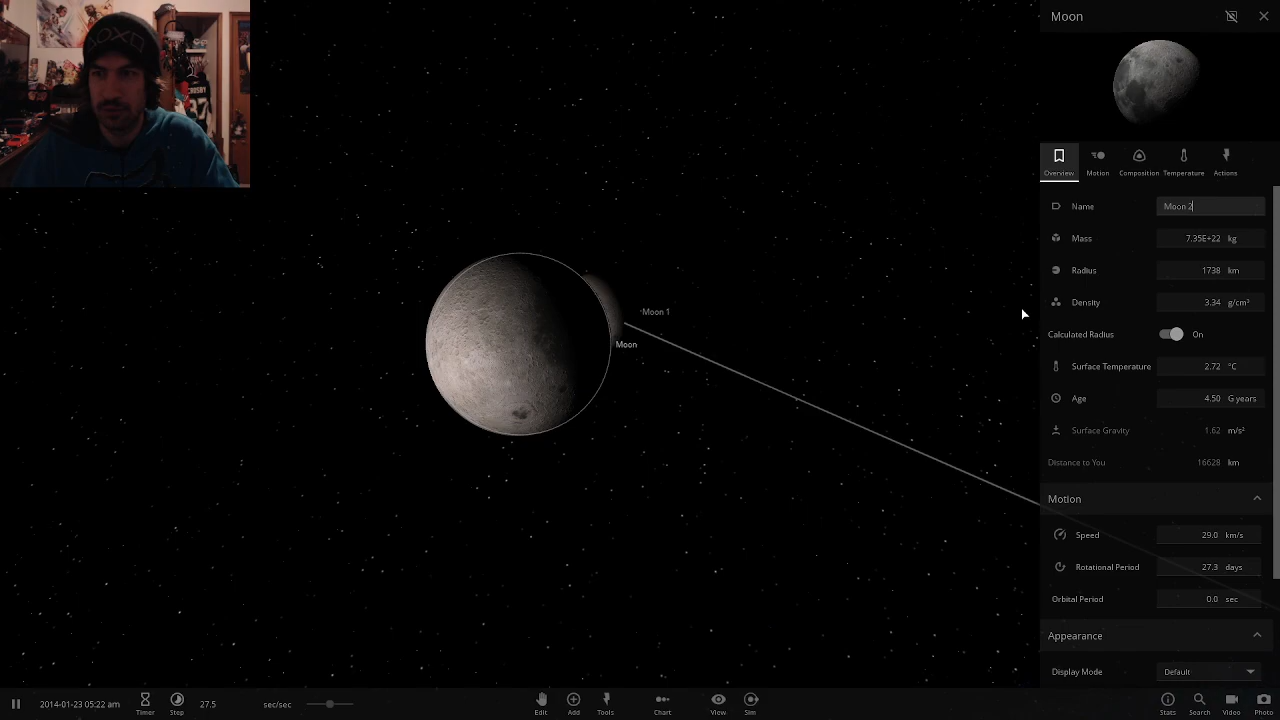 CROSBY
Moon
Overview
Motion
Composition
Temperature
Actions
Name
Moon 2
Mass
7.35E+22 kg
Radius
1738 km
Density
3.34 g/cm³
Calculated Radius
On
Surface Temperature
2.72 °C
Age
4.50 G years
Surface Gravity
1.62 m/s²
Distance to You
16628 km
Motion
Speed
29.0 km/s
Rotational Period
27.3 days
Orbital Period
0.0 sec
Appearance
Display Mode
Default
Moon 1
Moon
2014-01-23 05:22 am
Timer
Step
27.5 sec/sec
Edit
Add
Tools
Chart
View
Sim
Stats
Search
Video
Photo